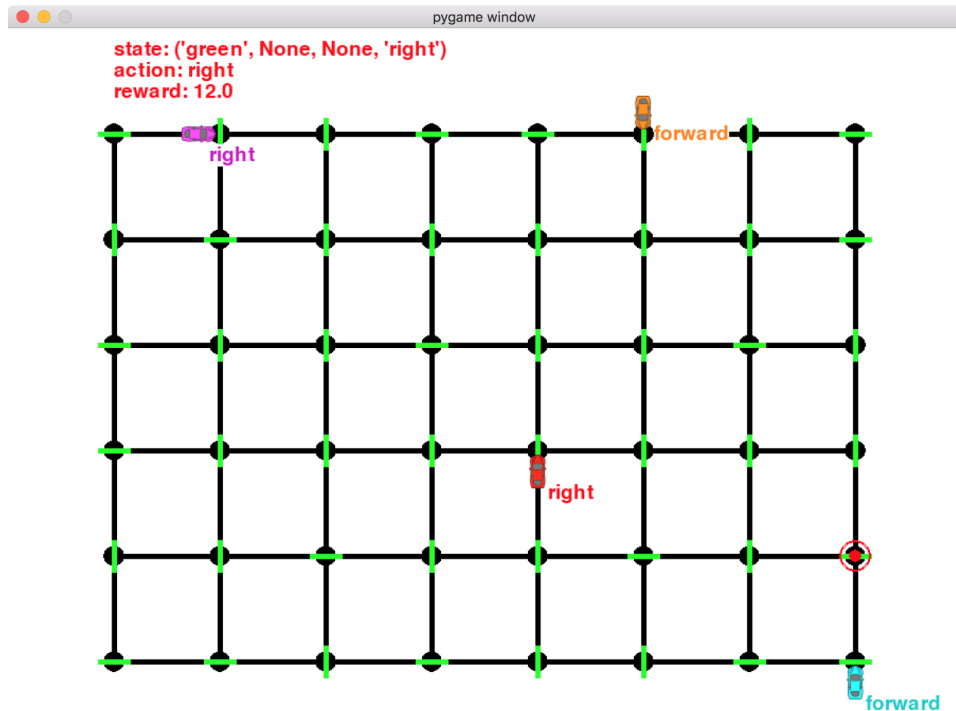 pygame window
state: ('green', None, None, 'right')
action: right
reward: 12.0
forward
right
right
forward